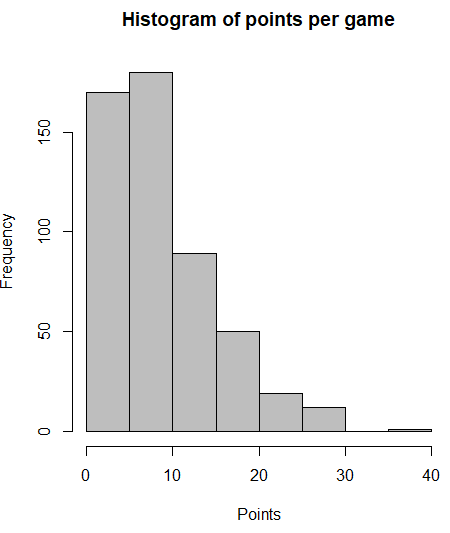 Histogram of points per game
Frequency
150
100
50
0
0 10 20 30 40
Points